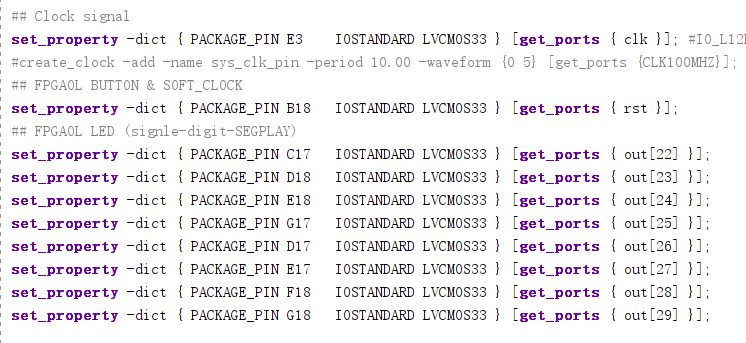 ## Clock signal
set_property -dict { PACKAGE_PIN E3    IOSTANDARD LVCMOS33 } [get_ports { clk }]; #IO_L12
#create_clock -add -name sys_clk_pin -period 10.00 -waveform {0 5} [get_ports {CLK100MHZ}];
## FPGAOL BUTTON & SOFT_CLOCK
set_property -dict { PACKAGE_PIN B18   IOSTANDARD LVCMOS33 } [get_ports { rst }];
## FPGAOL LED (signle-digit-SEGPLAY)
set_property -dict { PACKAGE_PIN C17   IOSTANDARD LVCMOS33 } [get_ports { out[22] }];
set_property -dict { PACKAGE_PIN D18   IOSTANDARD LVCMOS33 } [get_ports { out[23] }];
set_property -dict { PACKAGE_PIN E18   IOSTANDARD LVCMOS33 } [get_ports { out[24] }];
set_property -dict { PACKAGE_PIN G17   IOSTANDARD LVCMOS33 } [get_ports { out[25] }];
set_property -dict { PACKAGE_PIN D17   IOSTANDARD LVCMOS33 } [get_ports { out[26] }];
set_property -dict { PACKAGE_PIN E17   IOSTANDARD LVCMOS33 } [get_ports { out[27] }];
set_property -dict { PACKAGE_PIN F18   IOSTANDARD LVCMOS33 } [get_ports { out[28] }];
set_property -dict { PACKAGE_PIN G18   IOSTANDARD LVCMOS33 } [get_ports { out[29] }];